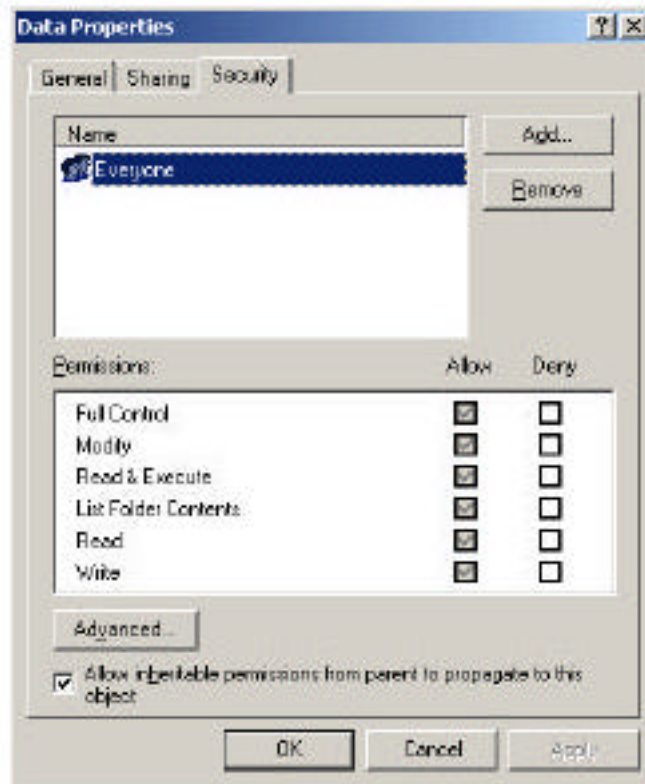 Data Properties
General Sharing Security
Name
Add...
Everyone
Remove
Permissions: Allow Deny
Full Control
Modify
Read & Execute
List Folder Contents
Read
Write
Advanced...
Allow inheritable permissions from parent to propagate to this
object
OK Cancel Apply